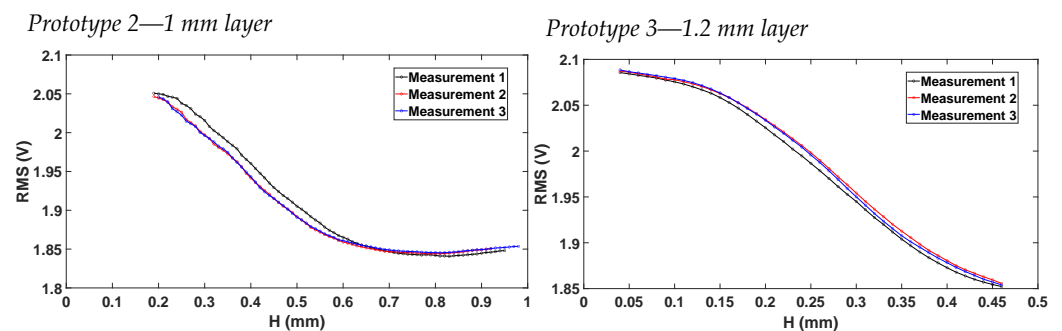 Prototype 2—1 mm layer
2.1
2.05
2
1.95
1.9
1.85
1.8
RMS (V)
0 0.1 0.2 0.3 0.4 0.5 0.6 0.7 0.8 0.9 1
H (mm)
Measurement 1
Measurement 2
Measurement 3
Prototype 3—1.2 mm layer
2.1
2.05
2
1.95
1.9
1.85
RMS (V)
0 0.05 0.1 0.15 0.2 0.25 0.3 0.35 0.4 0.45 0.5
H (mm)
Measurement 1
Measurement 2
Measurement 3